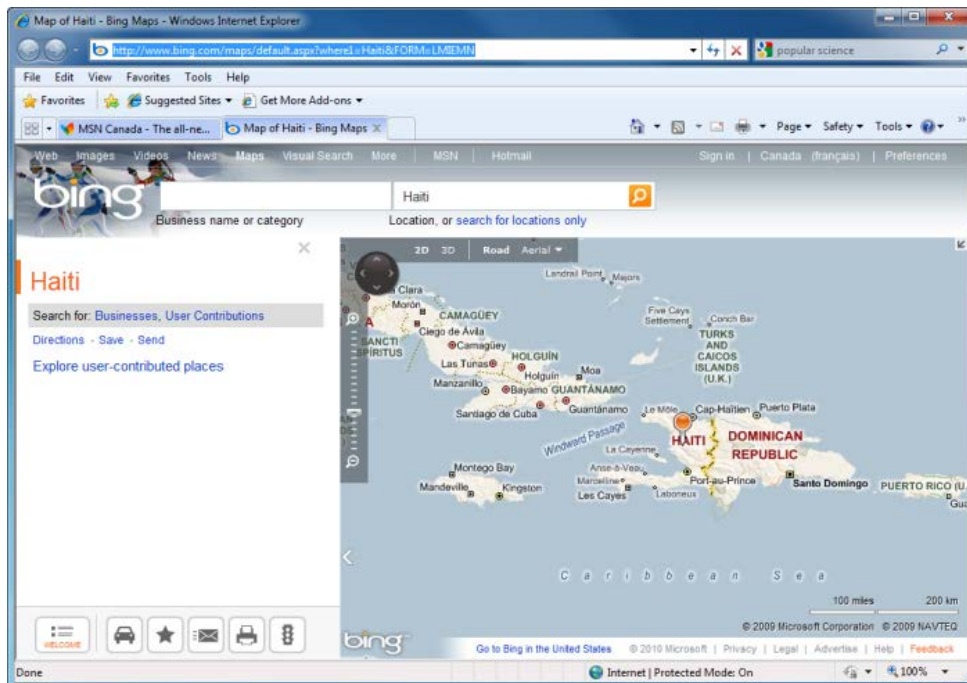 Map of Haiti - Bing Maps - Windows Internet Explorer
http://www.bing.com/maps/default.aspx?where1=Haiti&FORM=LMIEMN
popular science
File Edit View Favorites Tools Help
Favorites Suggested Sites Get More Add-ons
MSN Canada - The all-ne... Map of Haiti - Bing Maps
Page Safety Tools
Web Images Videos News Maps Visual Search More MSN Hotmail Sign in Canada (français) Preferences
bing
Haiti
Business name or category
Location, or search for locations only
2D 3D Road Aerial
Haiti
Search for: Businesses, User Contributions
Directions - Save - Send
Explore user-contributed places
WELCOME
Landrail Point
Majors
Clara
Morón
CAMAGÜEY
Five Cays
Settlement
Conch Bar
Ciego de Ávila
TURKS
AND
CAICOS
ISLANDS
(U.K.)
SANCTI
SPÍRITUS
Camagüey
Las Tunas
HOLGUÍN
Holguín
Moa
Manzanillo
Bayamo
GUANTÁNAMO
Santiago de Cuba
Guantánamo
Le Môle
Cap-Haïtien
Puerto Plata
Windward Passage
HAITI
DOMINICAN
REPUBLIC
La Cayenne
Montego Bay
Anse-à-Veau
Mandeville
Kingston
Marceline
Les Cayes
Laboneux
Port-au-Prince
Santo Domingo
PUERTO RICO (U.
Gua
Caribbean Sea
100 miles 200 km
© 2009 Microsoft Corporation © 2009 NAVTEQ
bing
Go to Bing in the United States © 2010 Microsoft | Privacy | Legal | Advertise | Help | Feedback
Done Internet | Protected Mode: On 100%